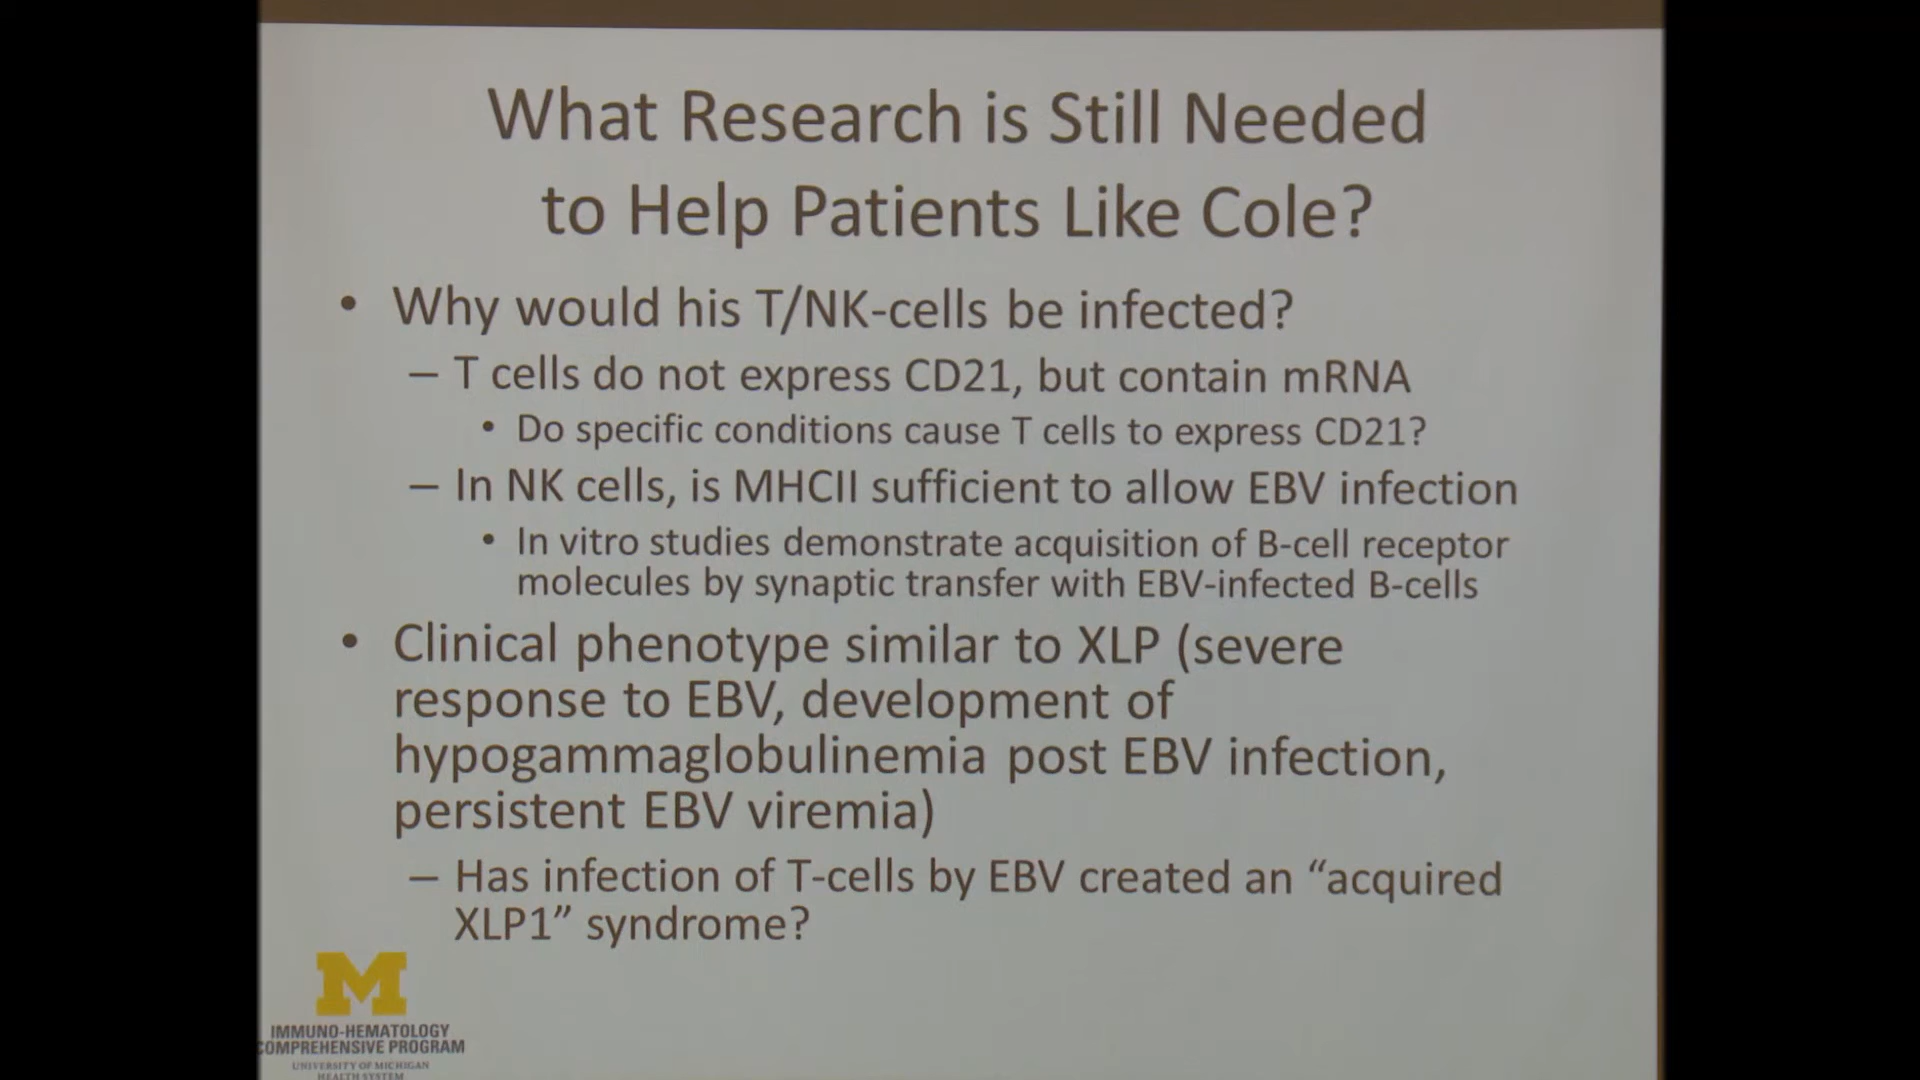 What Research is Still Needed
to Help Patients Like Cole?
• Why would his T/NK-cells be infected?
– T cells do not express CD21, but contain mRNA
• Do specific conditions cause T cells to express CD21?
– In NK cells, is MHCII sufficient to allow EBV infection
• In vitro studies demonstrate acquisition of B-cell receptor
molecules by synaptic transfer with EBV-infected B-cells
• Clinical phenotype similar to XLP (severe
response to EBV, development of
hypogammaglobulinemia post EBV infection,
persistent EBV viremia)
– Has infection of T-cells by EBV created an “acquired
XLP1” syndrome?
M
IMMUNO-HEMATOLOGY
COMPREHENSIVE PROGRAM
UNIVERSITY OF MICHIGAN
HEALTH SYSTEM